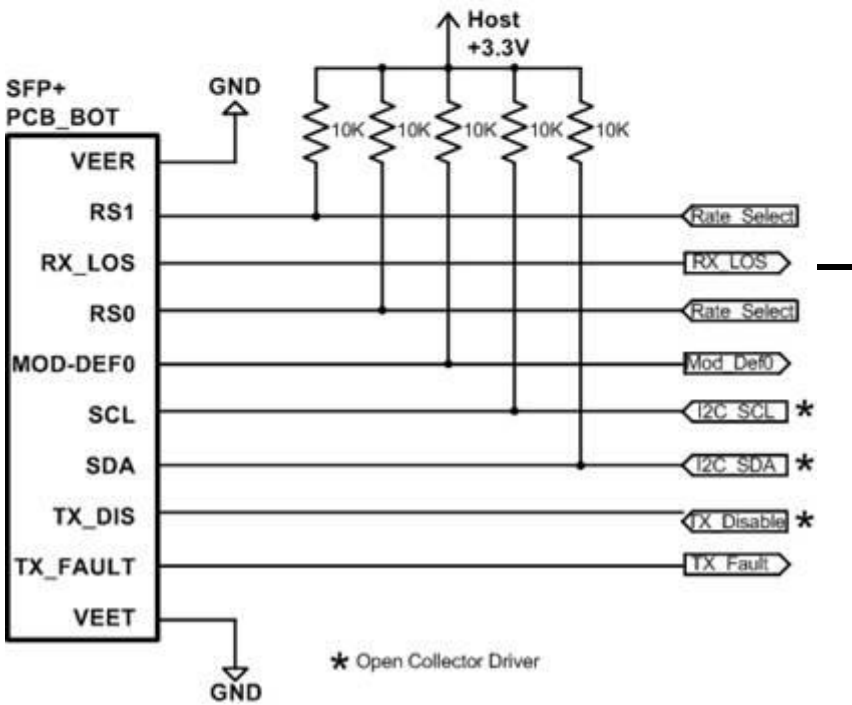 Host
+3.3V
SFP+
PCB_BOT
GND
10K
10K
10K
10K
10K
VEER
RS1
Rate_Select
RX_LOS
RX_LOS
RS0
Rate_Select
MOD-DEF0
Mod_Def0
SCL
I2C_SCL *
SDA
I2C_SDA *
TX_DIS
TX_Disable *
TX_FAULT
TX_Fault
VEET
GND
* Open Collector Driver